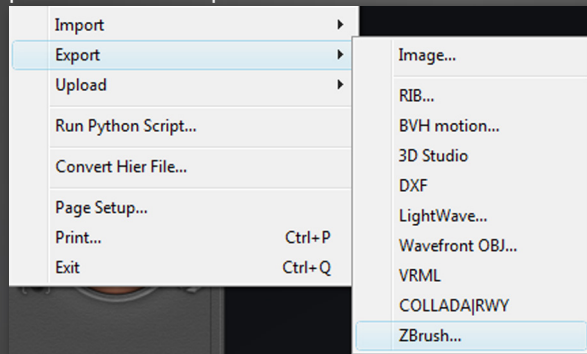 Import
Export
Upload
Run Python Script...
Convert Hier File...
Page Setup...
Print... Ctrl+P
Exit Ctrl+Q
Image...
RIB...
BVH motion...
3D Studio
DXF
LightWave...
Wavefront OBJ...
VRML
COLLADA|RWY
ZBrush...